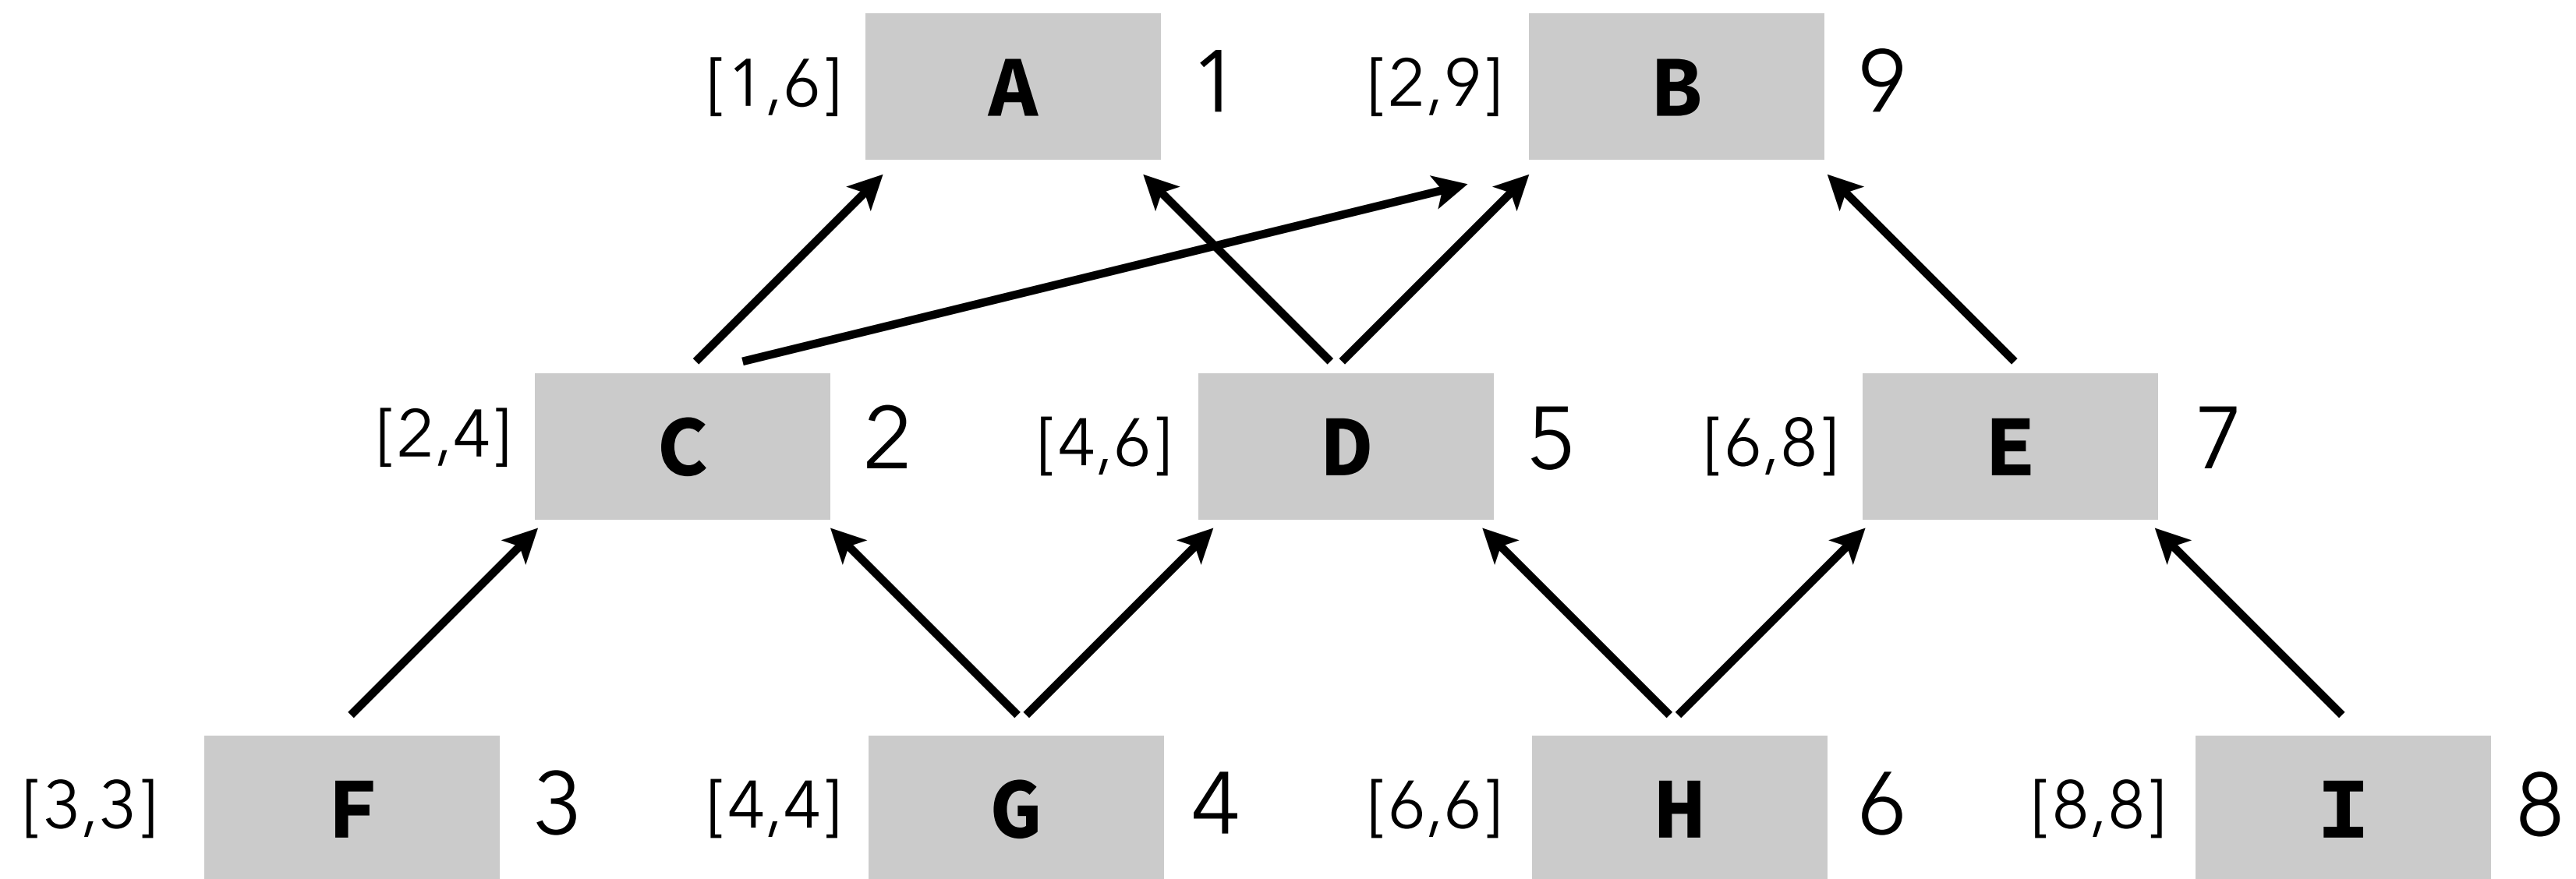 [1,6] A 1 [2,9] B 9
[2,4] C 2 [4,6] D 5 [6,8] E 7
[3,3] F 3 [4,4] G 4 [6,6] H 6 [8,8] I 8